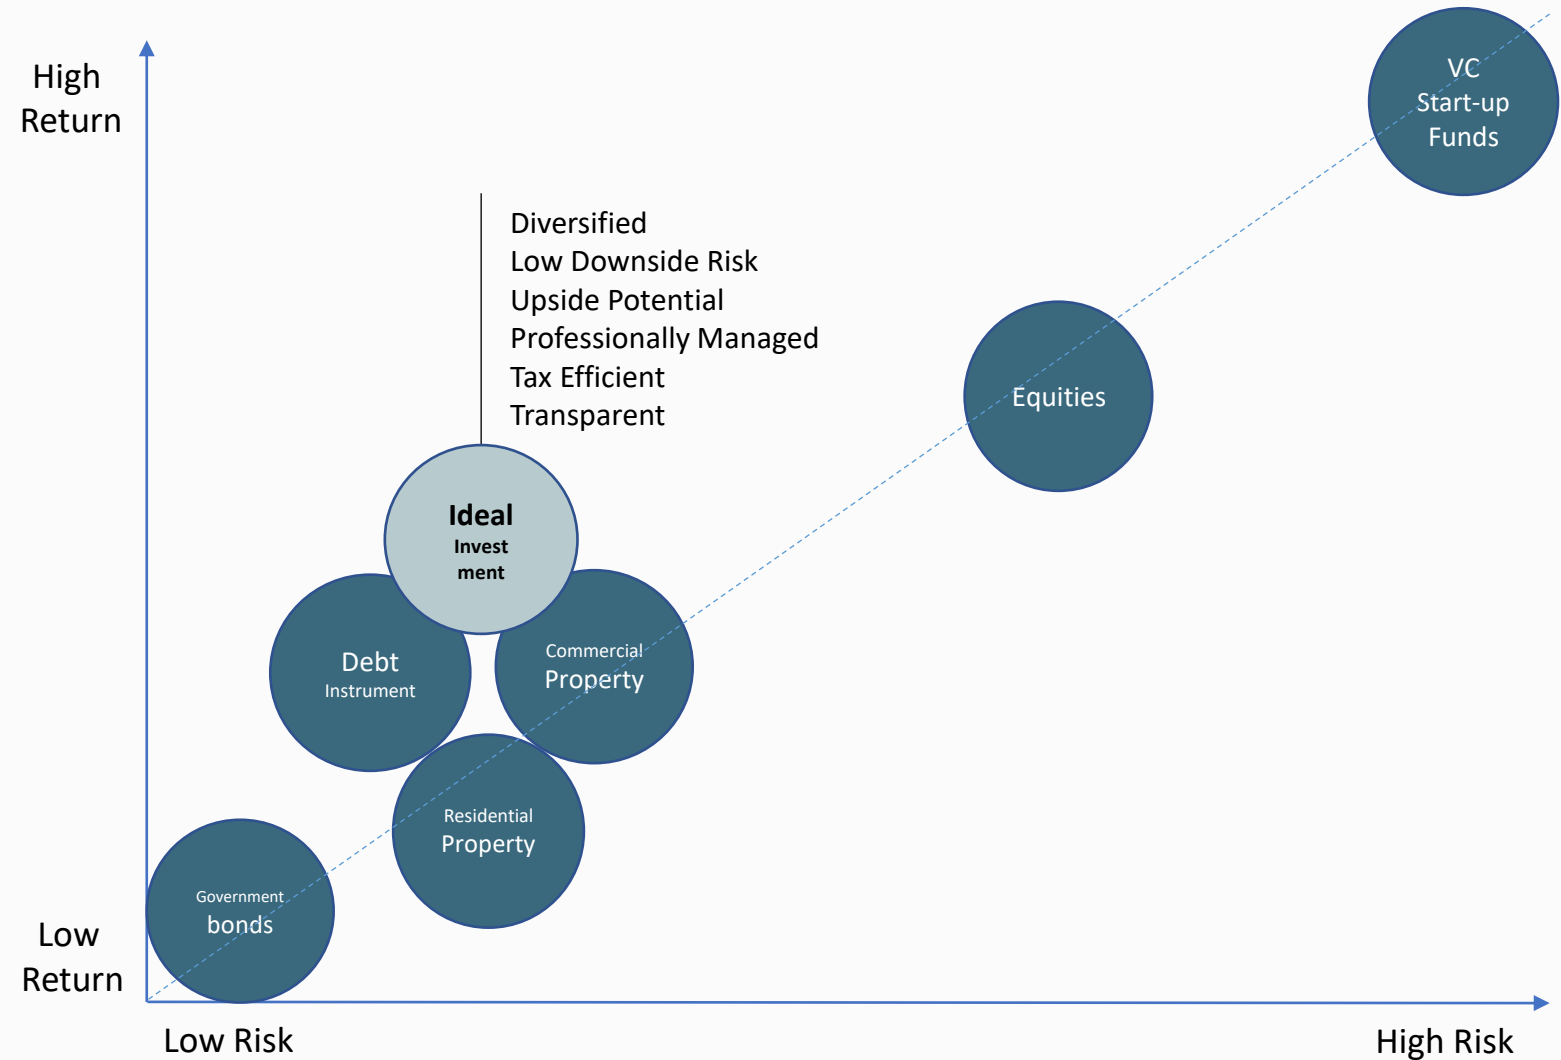 High
Return
VC
Start-up
Funds
Diversified
Low Downside Risk
Upside Potential
Professionally Managed
Tax Efficient
Transparent
Equities
Ideal
Invest
ment
Debt
Instrument
Commercial
Property
Residential
Property
Government
bonds
Low
Return
Low Risk
High Risk